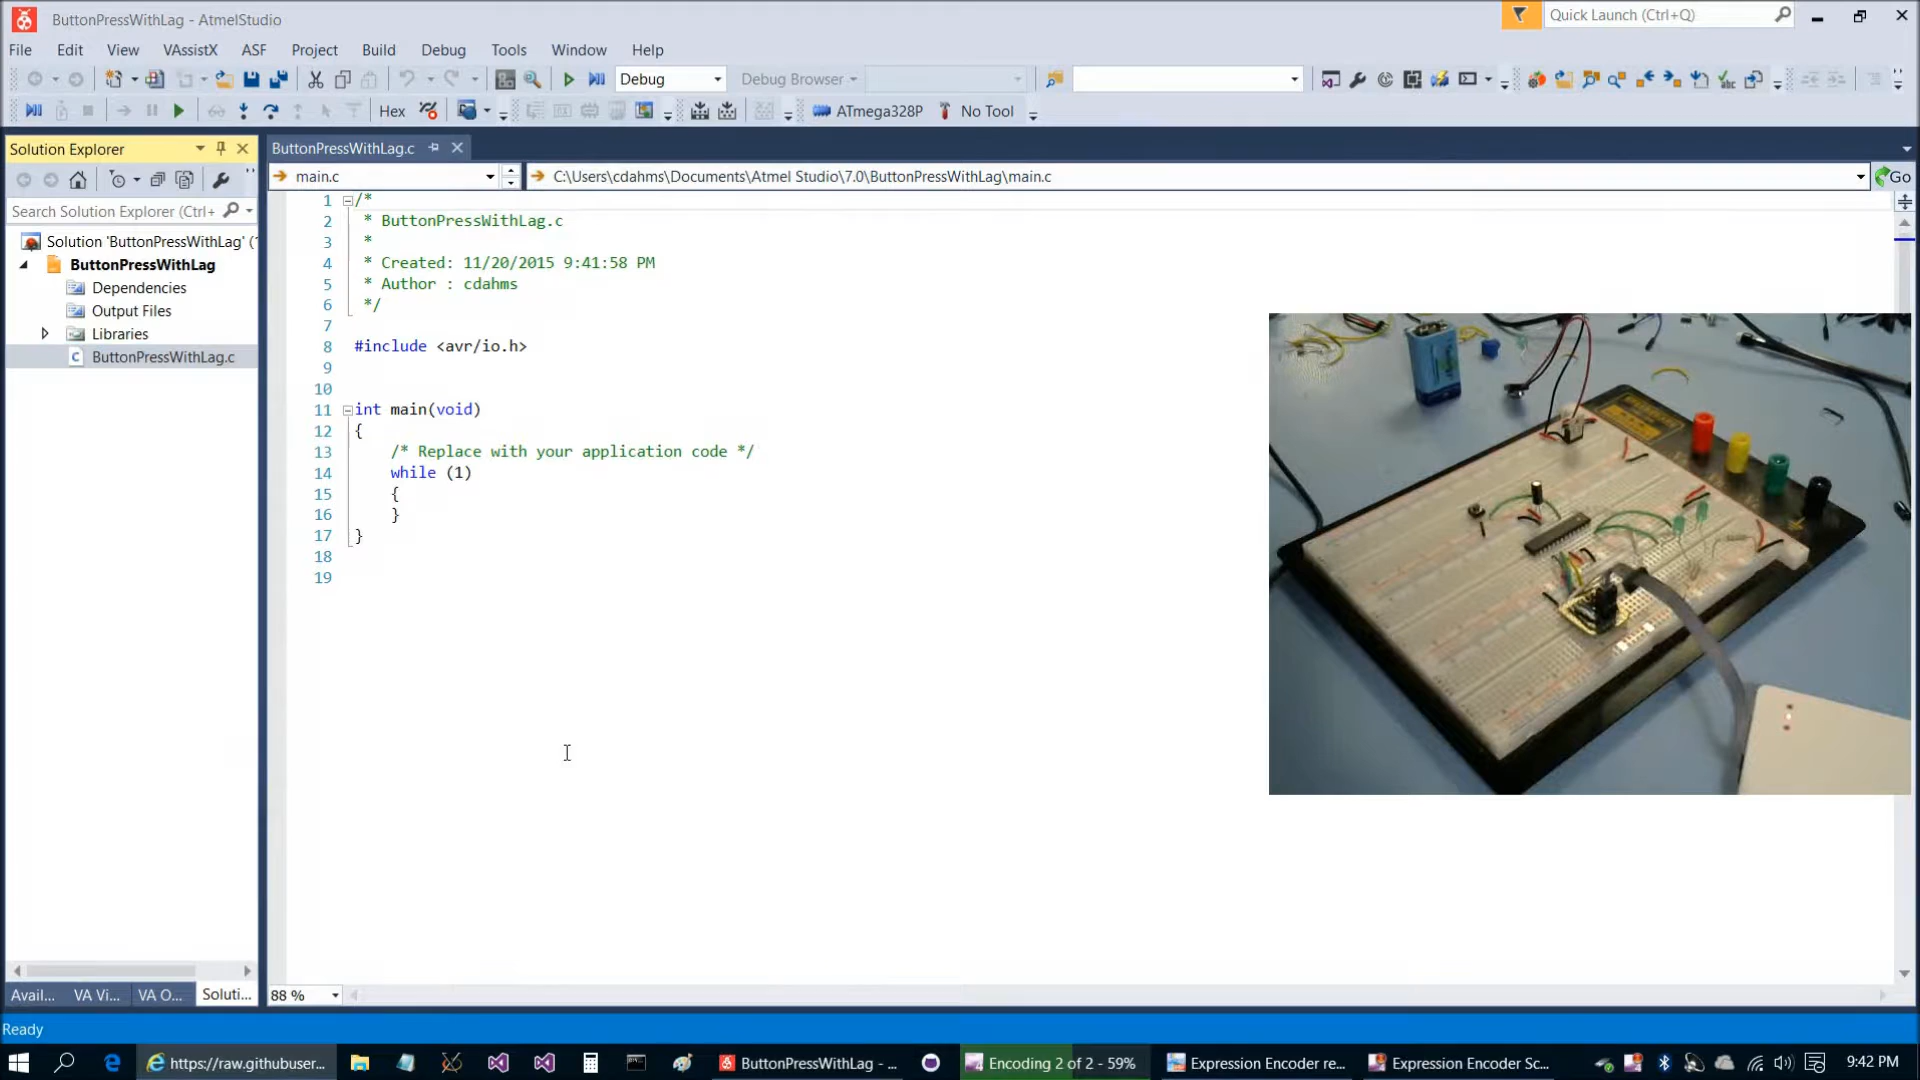 ButtonPressWithLag - AtmelStudio
Quick Launch (Ctrl+Q)
File Edit View VAssistX ASF Project Build Debug Tools Window Help
Debug
Debug Browser
Hex
ATmega328P
No Tool
Solution Explorer
ButtonPressWithLag.c
main.c
C:\Users\cdahms\Documents\Atmel Studio\7.0\ButtonPressWithLag\main.c
Go
Search Solution Explorer (Ctrl+
Solution 'ButtonPressWithLag' (
ButtonPressWithLag
Dependencies
Output Files
Libraries
ButtonPressWithLag.c
1 /*
2 * ButtonPressWithLag.c
3 *
4 * Created: 11/20/2015 9:41:58 PM
5 * Author : cdahms
6 */
7
8 #include <avr/io.h>
9
10
11 int main(void)
12 {
13 /* Replace with your application code */
14 while (1)
15 {
16 }
17 }
18
19
Avail... VA Vi... VA O... Soluti...
88 %
Ready
https://raw.githubuser...
ButtonPressWithLag - ...
Encoding 2 of 2 - 59%
Expression Encoder re...
Expression Encoder Sc...
9:42 PM